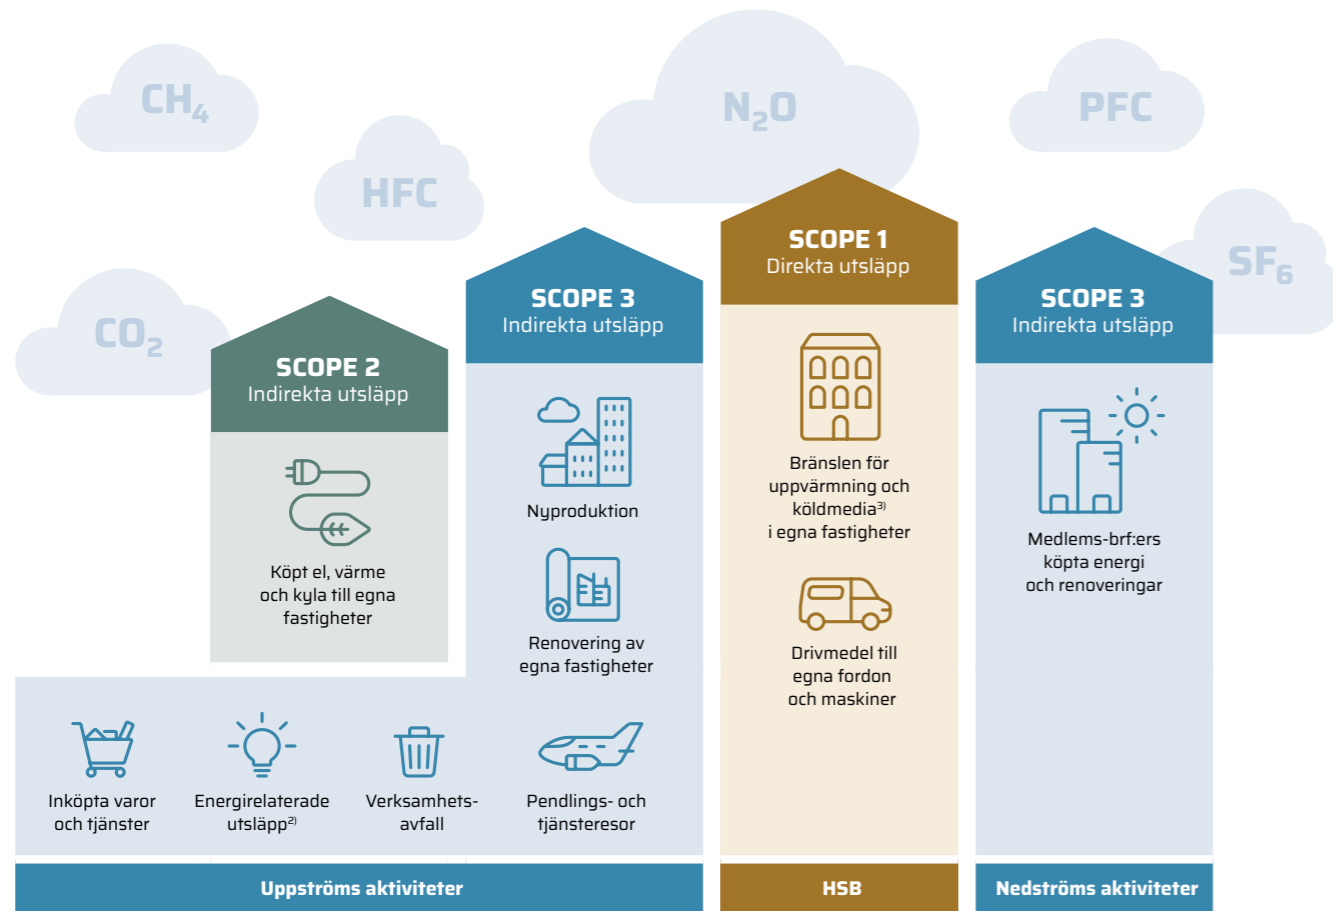 CH₄
HFC
N₂O
PFC
CO₂
SF₆
SCOPE 2
Indirekta utsläpp
Köpt el, värme
och kyla till egna
fastigheter
SCOPE 3
Indirekta utsläpp
Nyproduktion
Renovering av
egna fastigheter
Inköpta varor
och tjänster
Energirelaterade
utsläpp²⁾
Verksamhets-
avfall
Pendlings- och
tjänsteresor
Uppströms aktiviteter
SCOPE 1
Direkta utsläpp
Bränslen för
uppvärmning och
köldmedia³⁾
i egna fastigheter
Drivmedel till
egna fordon
och maskiner
HSB
SCOPE 3
Indirekta utsläpp
Medlems-brf:ers
köpta energi
och renoveringar
Nedströms aktiviteter